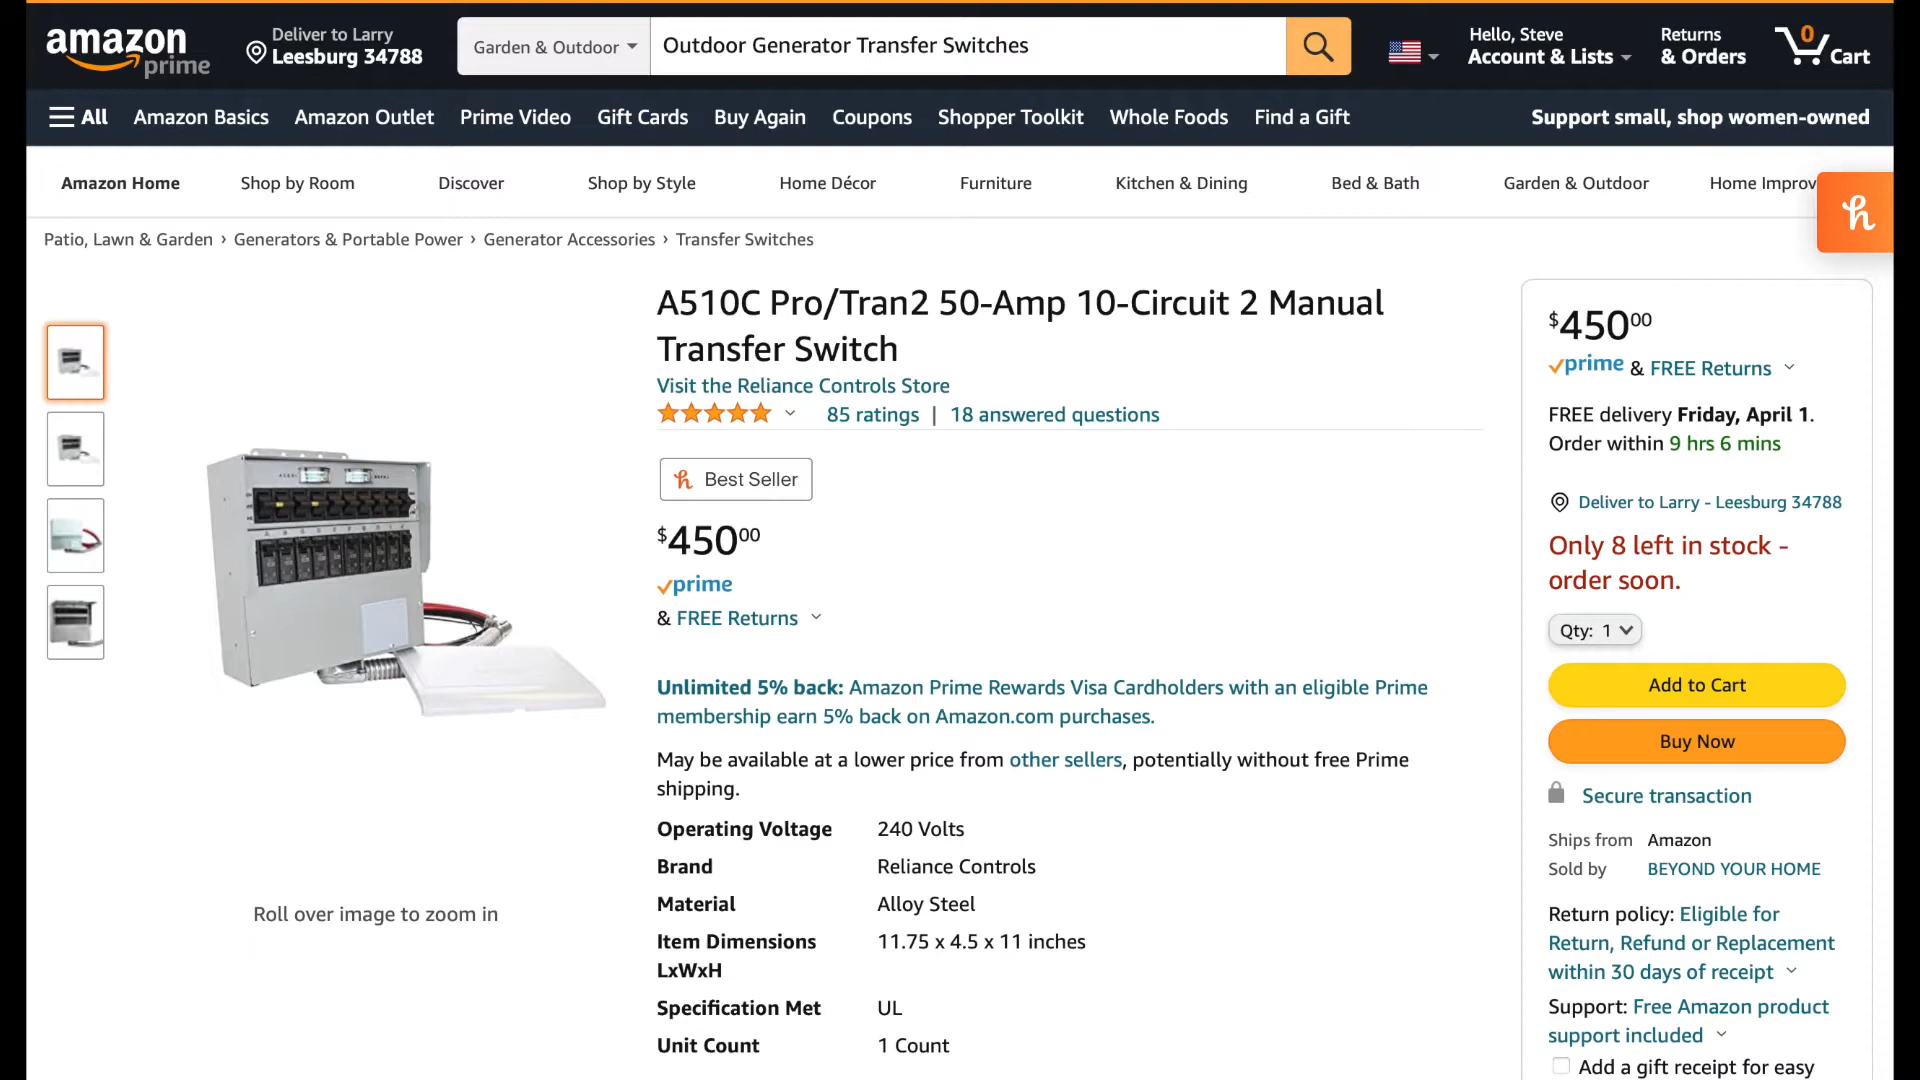 amazon
prime
Deliver to Larry
Leesburg 34788
Garden & Outdoor
Outdoor Generator Transfer Switches
Hello, Steve
Account & Lists
Returns
& Orders
0
Cart
All
Amazon Basics
Amazon Outlet
Prime Video
Gift Cards
Buy Again
Coupons
Shopper Toolkit
Whole Foods
Find a Gift
Support small, shop women-owned
Amazon Home
Shop by Room
Discover
Shop by Style
Home Décor
Furniture
Kitchen & Dining
Bed & Bath
Garden & Outdoor
Home Improv
h
Patio, Lawn & Garden › Generators & Portable Power › Generator Accessories › Transfer Switches
A510C Pro/Tran2 50-Amp 10-Circuit 2 Manual
Transfer Switch
Visit the Reliance Controls Store
85 ratings | 18 answered questions
h Best Seller
$450 00
prime
& FREE Returns
Unlimited 5% back: Amazon Prime Rewards Visa Cardholders with an eligible Prime
membership earn 5% back on Amazon.com purchases.
May be available at a lower price from other sellers, potentially without free Prime
shipping.
Operating Voltage 240 Volts
Brand Reliance Controls
Material Alloy Steel
Item Dimensions 11.75 x 4.5 x 11 inches
LxWxH
Specification Met UL
Unit Count 1 Count
Roll over image to zoom in
$450 00
prime & FREE Returns
FREE delivery Friday, April 1.
Order within 9 hrs 6 mins
Deliver to Larry - Leesburg 34788
Only 8 left in stock -
order soon.
Qty: 1
Add to Cart
Buy Now
Secure transaction
Ships from Amazon
Sold by BEYOND YOUR HOME
Return policy: Eligible for
Return, Refund or Replacement
within 30 days of receipt
Support: Free Amazon product
support included
Add a gift receipt for easy